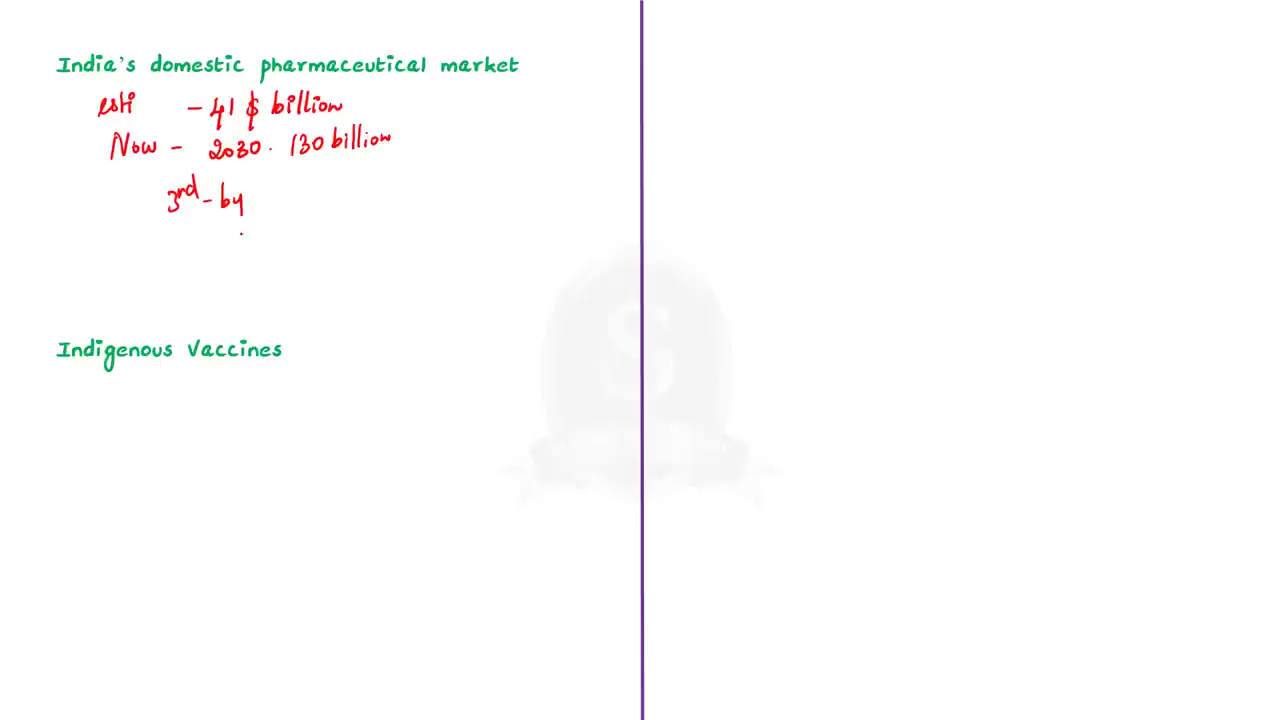 India's domestic pharmaceutical market
esti - 41 $ billion
Now - 2030. 130 billion
3rd - by
Indigenous Vaccines
S